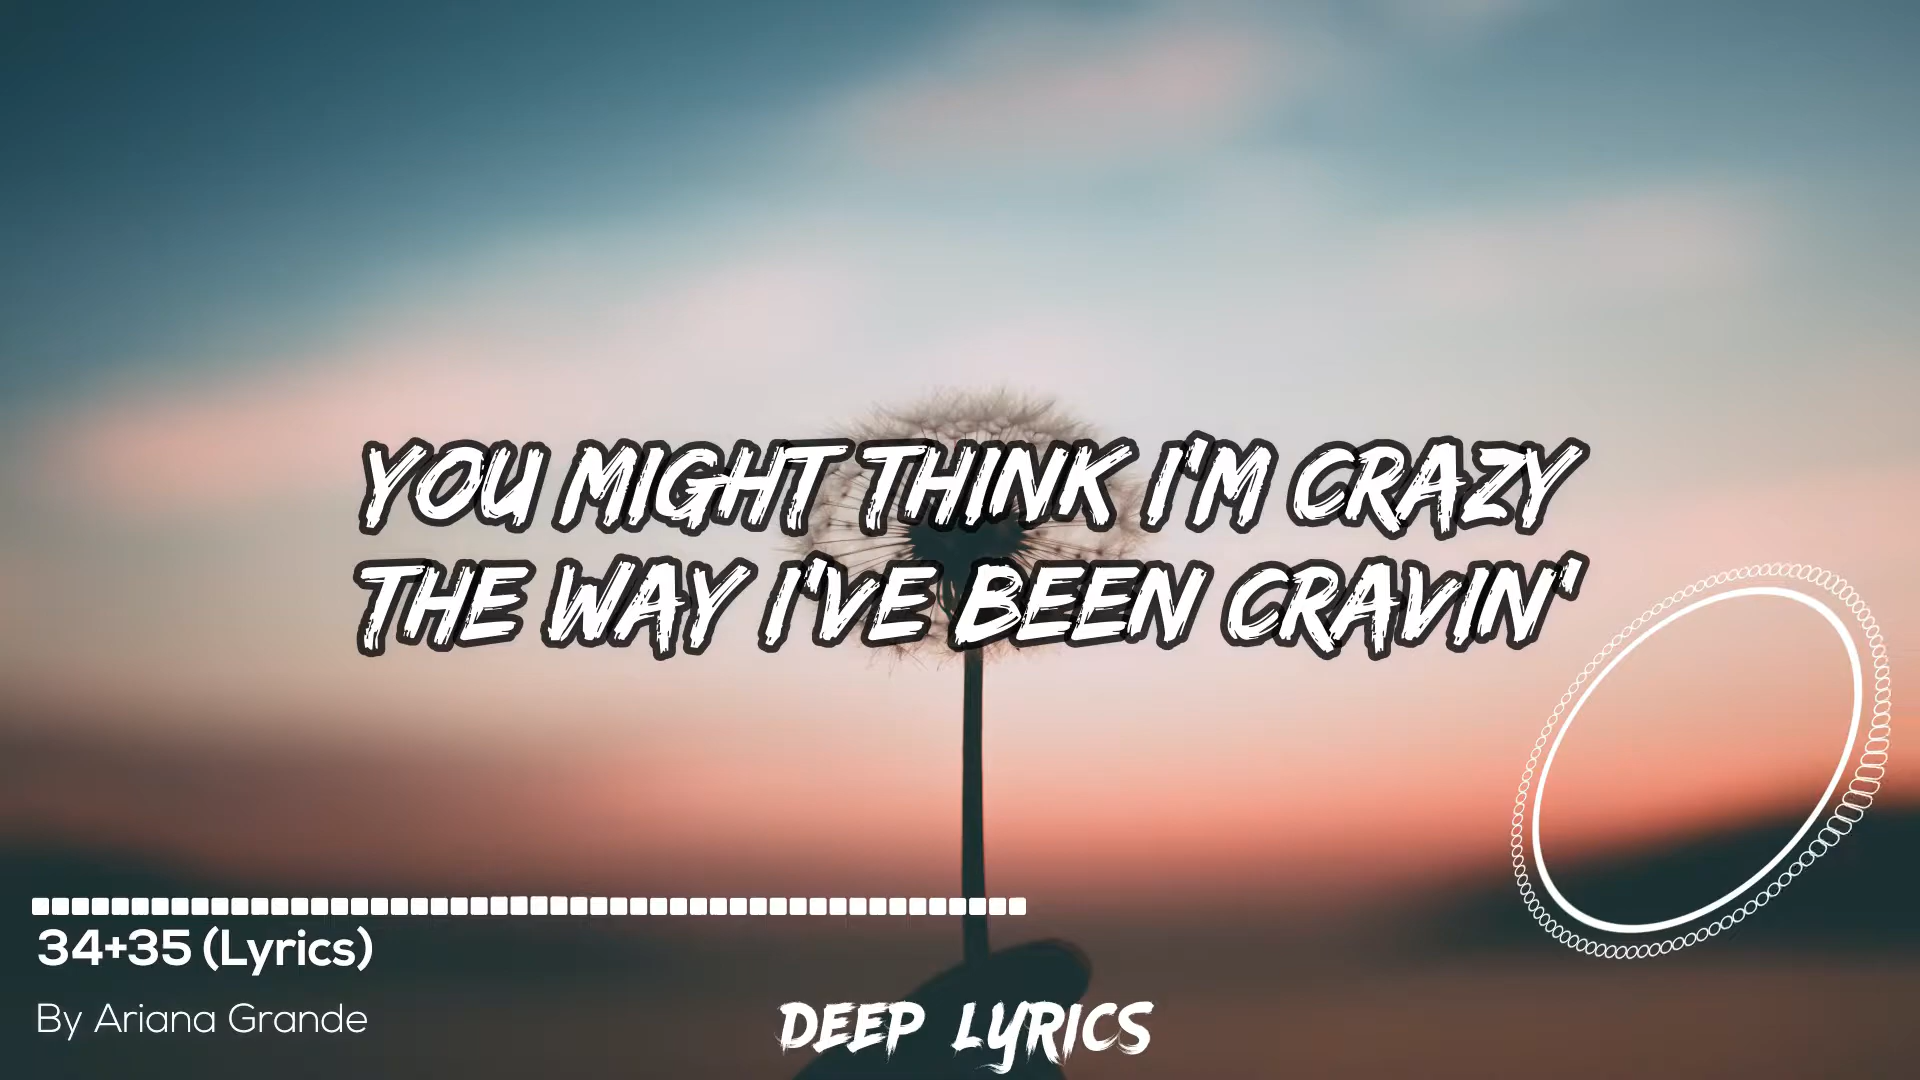 YOU MIGHT THINK I'M CRAZY
THE WAY I'VE BEEN CRAVIN'
34+35 (Lyrics)
By Ariana Grande
DEEP LYRICS